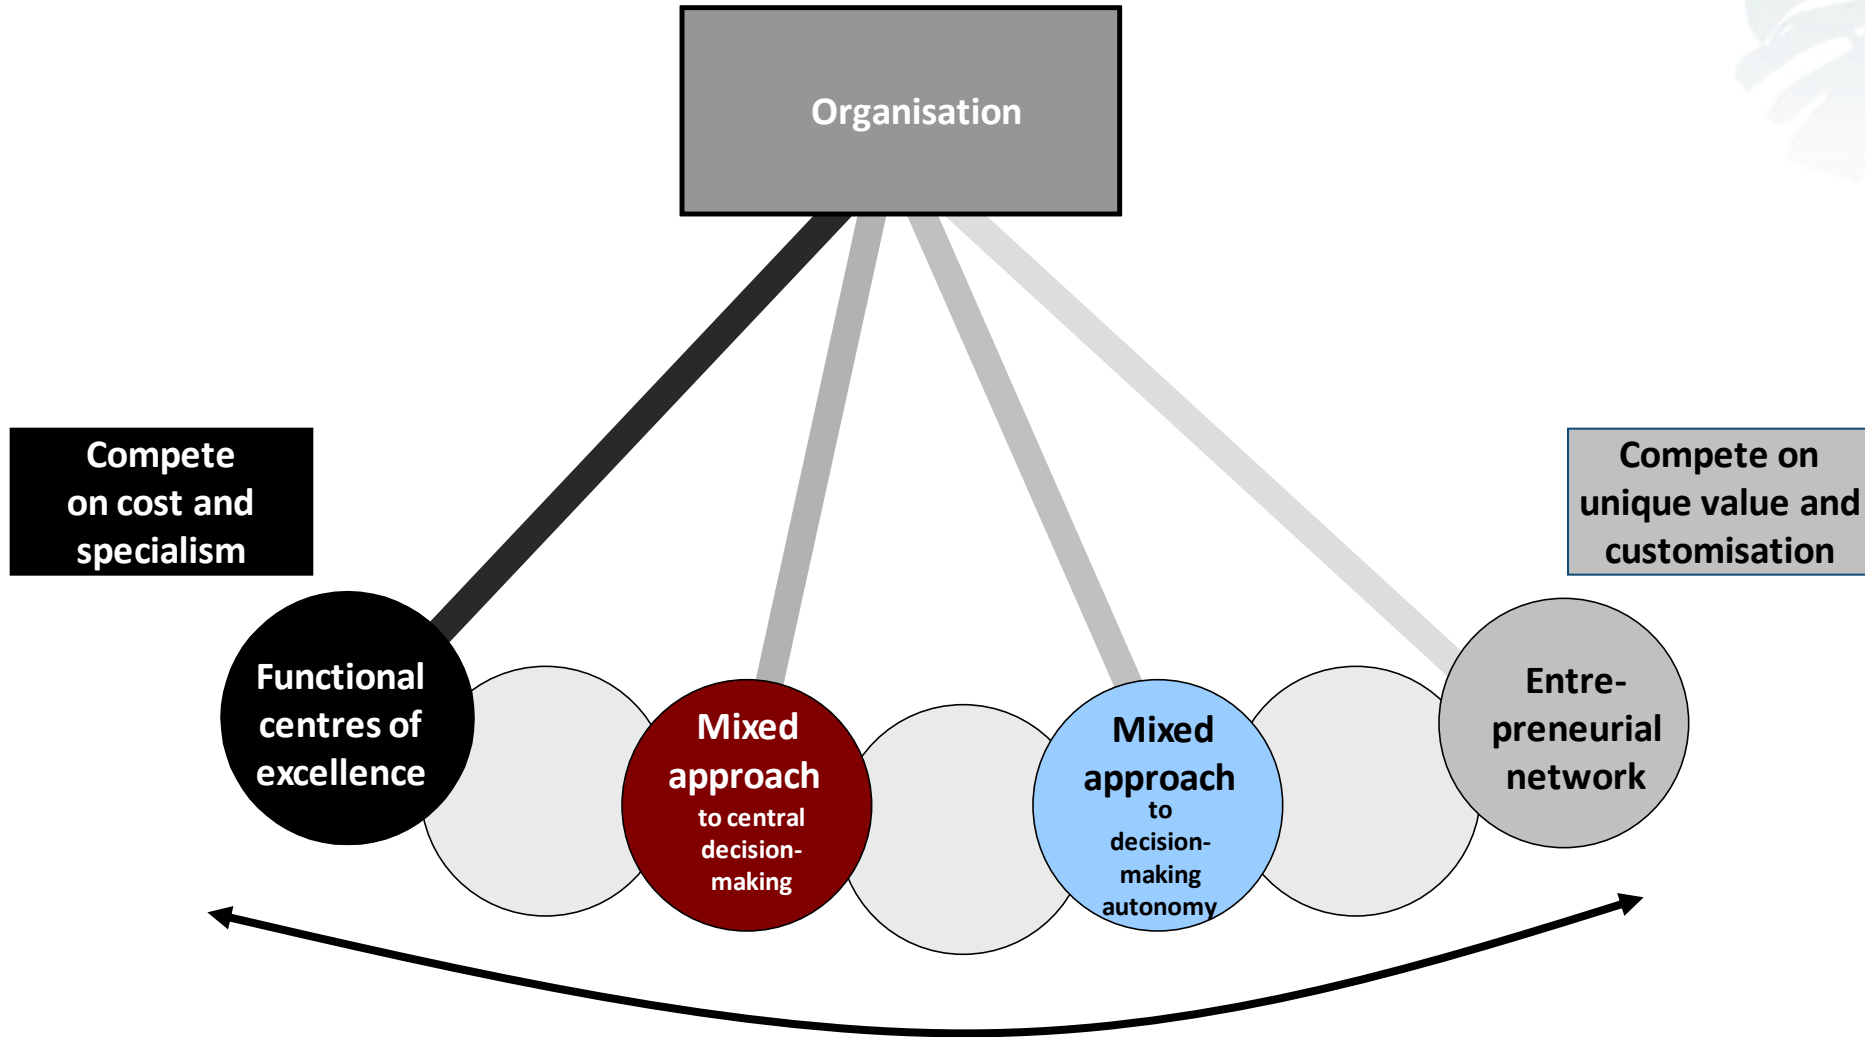 Organisation
Compete
on cost and
specialism
Compete on
unique value and
customisation
Functional
centres of
excellence
Mixed
approach
to central
decision-
making
Mixed
approach
to
decision-
making
autonomy
Entre-
preneurial
network